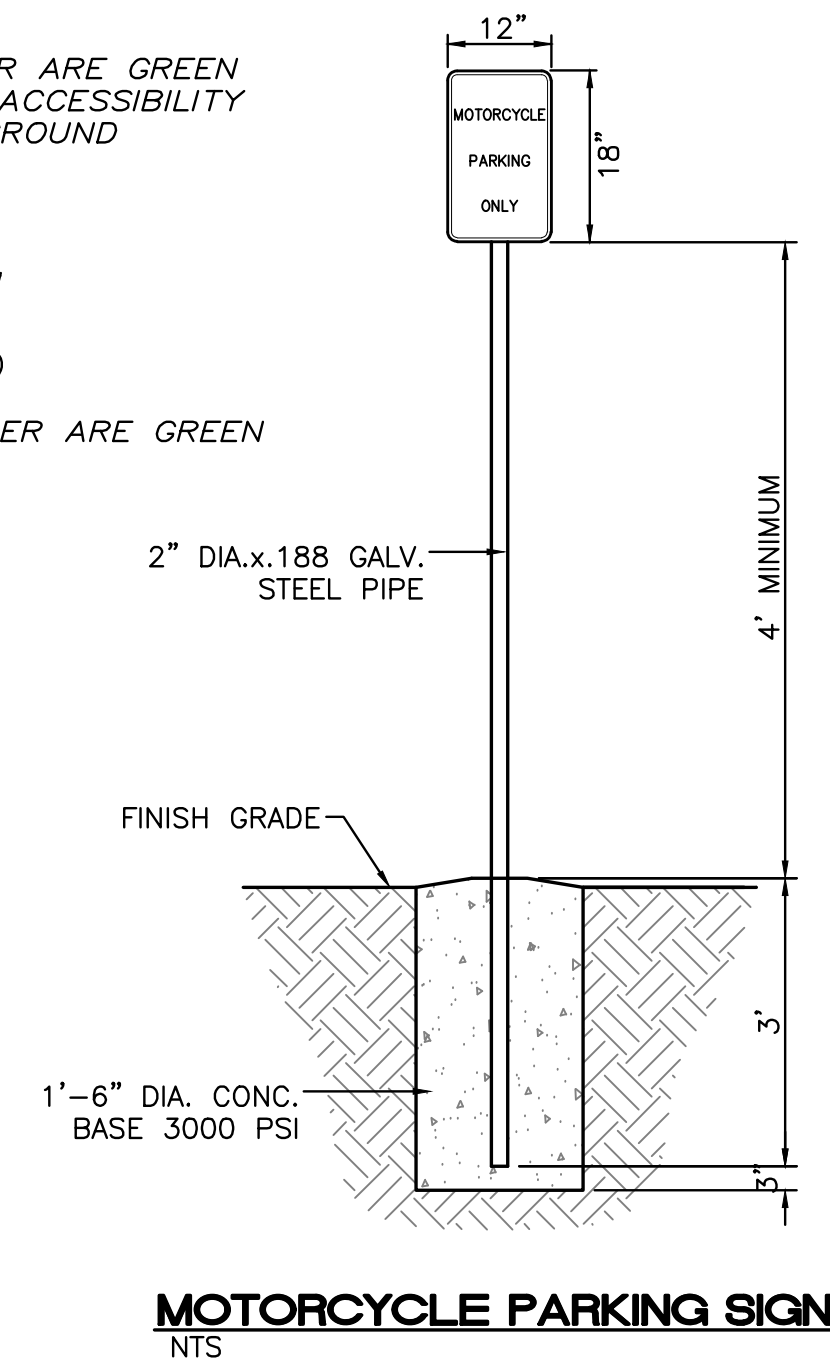 12”
R ARE GREEN
ACCESSIBILITY
ROUND
MOTORCYCLE
PARKING
ONLY
18”
ER ARE GREEN
4’ MINIMUM
2” DIA.x.188 GALV.
STEEL PIPE
FINISH GRADE
3’
1’-6” DIA. CONC.
BASE 3000 PSI
3”
MOTORCYCLE PARKING SIGN
NTS